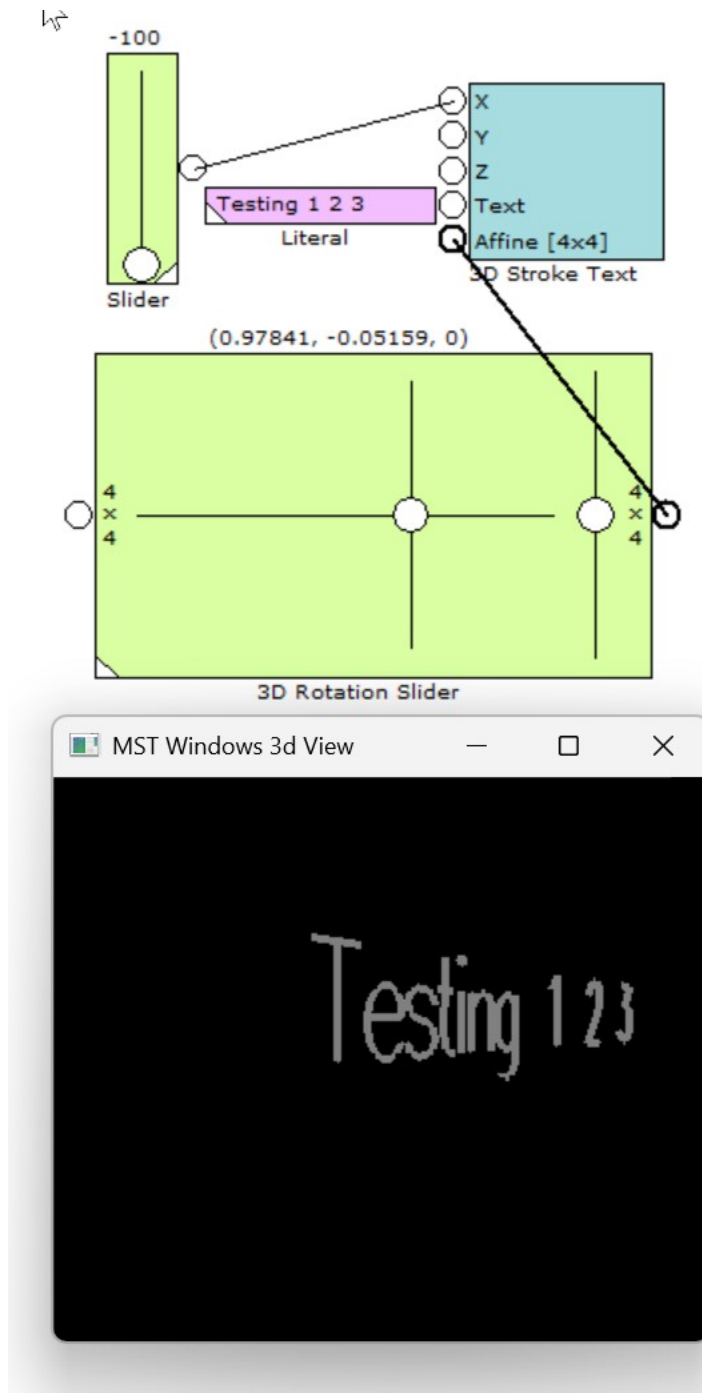 -100
X
Y
Z
Testing 1 2 3
Text
Literal
Affine [4x4]
3D Stroke Text
Slider
(0.97841, -0.05159, 0)
4
x
4
4
x
4
3D Rotation Slider
MST Windows 3d View
Testing 1 2 3